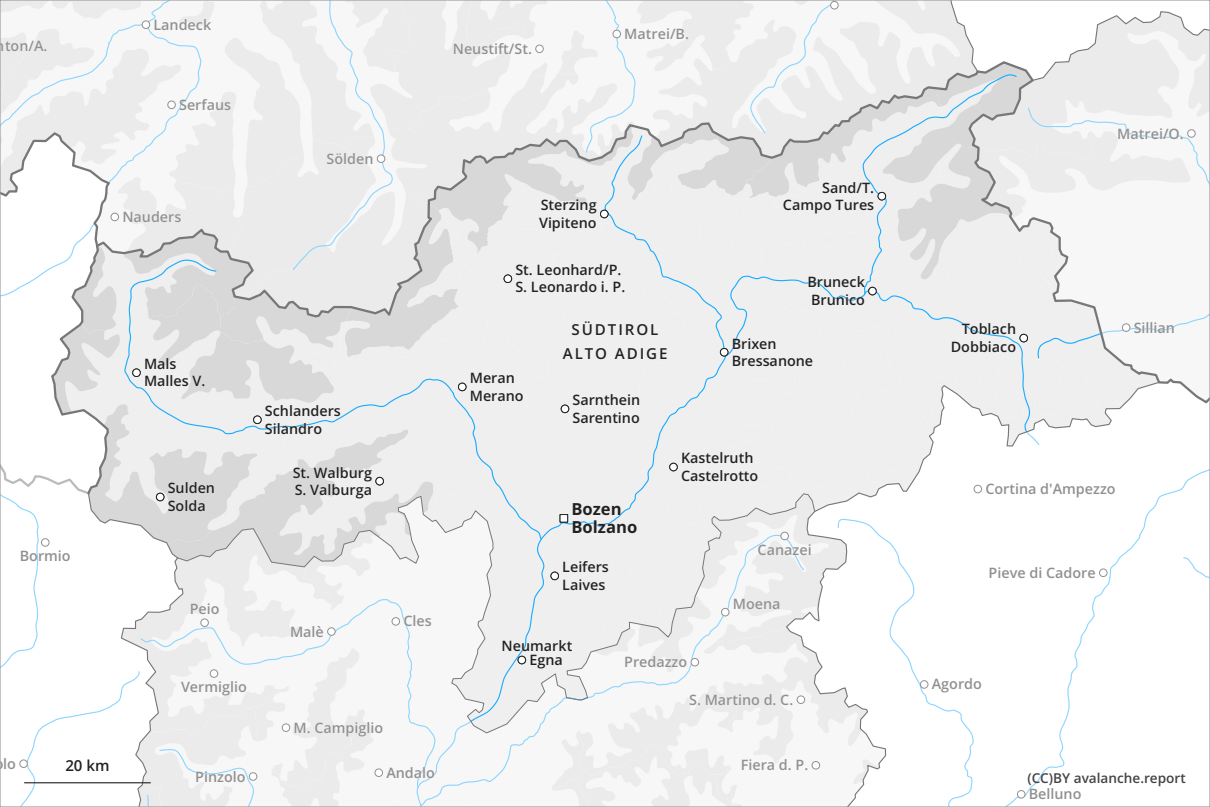 Landeck
Matrei/B.
nton/A.
Neustift/St.
Serfaus
Matrei/O.
Sölden
Sand/T.
Campo Tures
Nauders
Sterzing
Vipiteno
St. Leonhard/P.
S. Leonardo i. P.
Bruneck
Brunico
SÜDTIROL
ALTO ADIGE
Toblach
Dobbiaco
Sillian
Brixen
Bressanone
Mals
Malles V.
Meran
Merano
Schlanders
Silandro
Sarnthein
Sarentino
Kastelruth
Castelrotto
St. Walburg
S. Valburga
Sulden
Solda
Cortina d'Ampezzo
Bozen
Bolzano
Bormio
Canazei
Leifers
Laives
Pieve di Cadore
Peio
Moena
Malè
Cles
Neumarkt
Egna
Predazzo
Vermiglio
Agordo
S. Martino d. C.
M. Campiglio
olo
20 km
Pinzolo
Andalo
Fiera d. P.
(CC)BY avalanche.report
Belluno